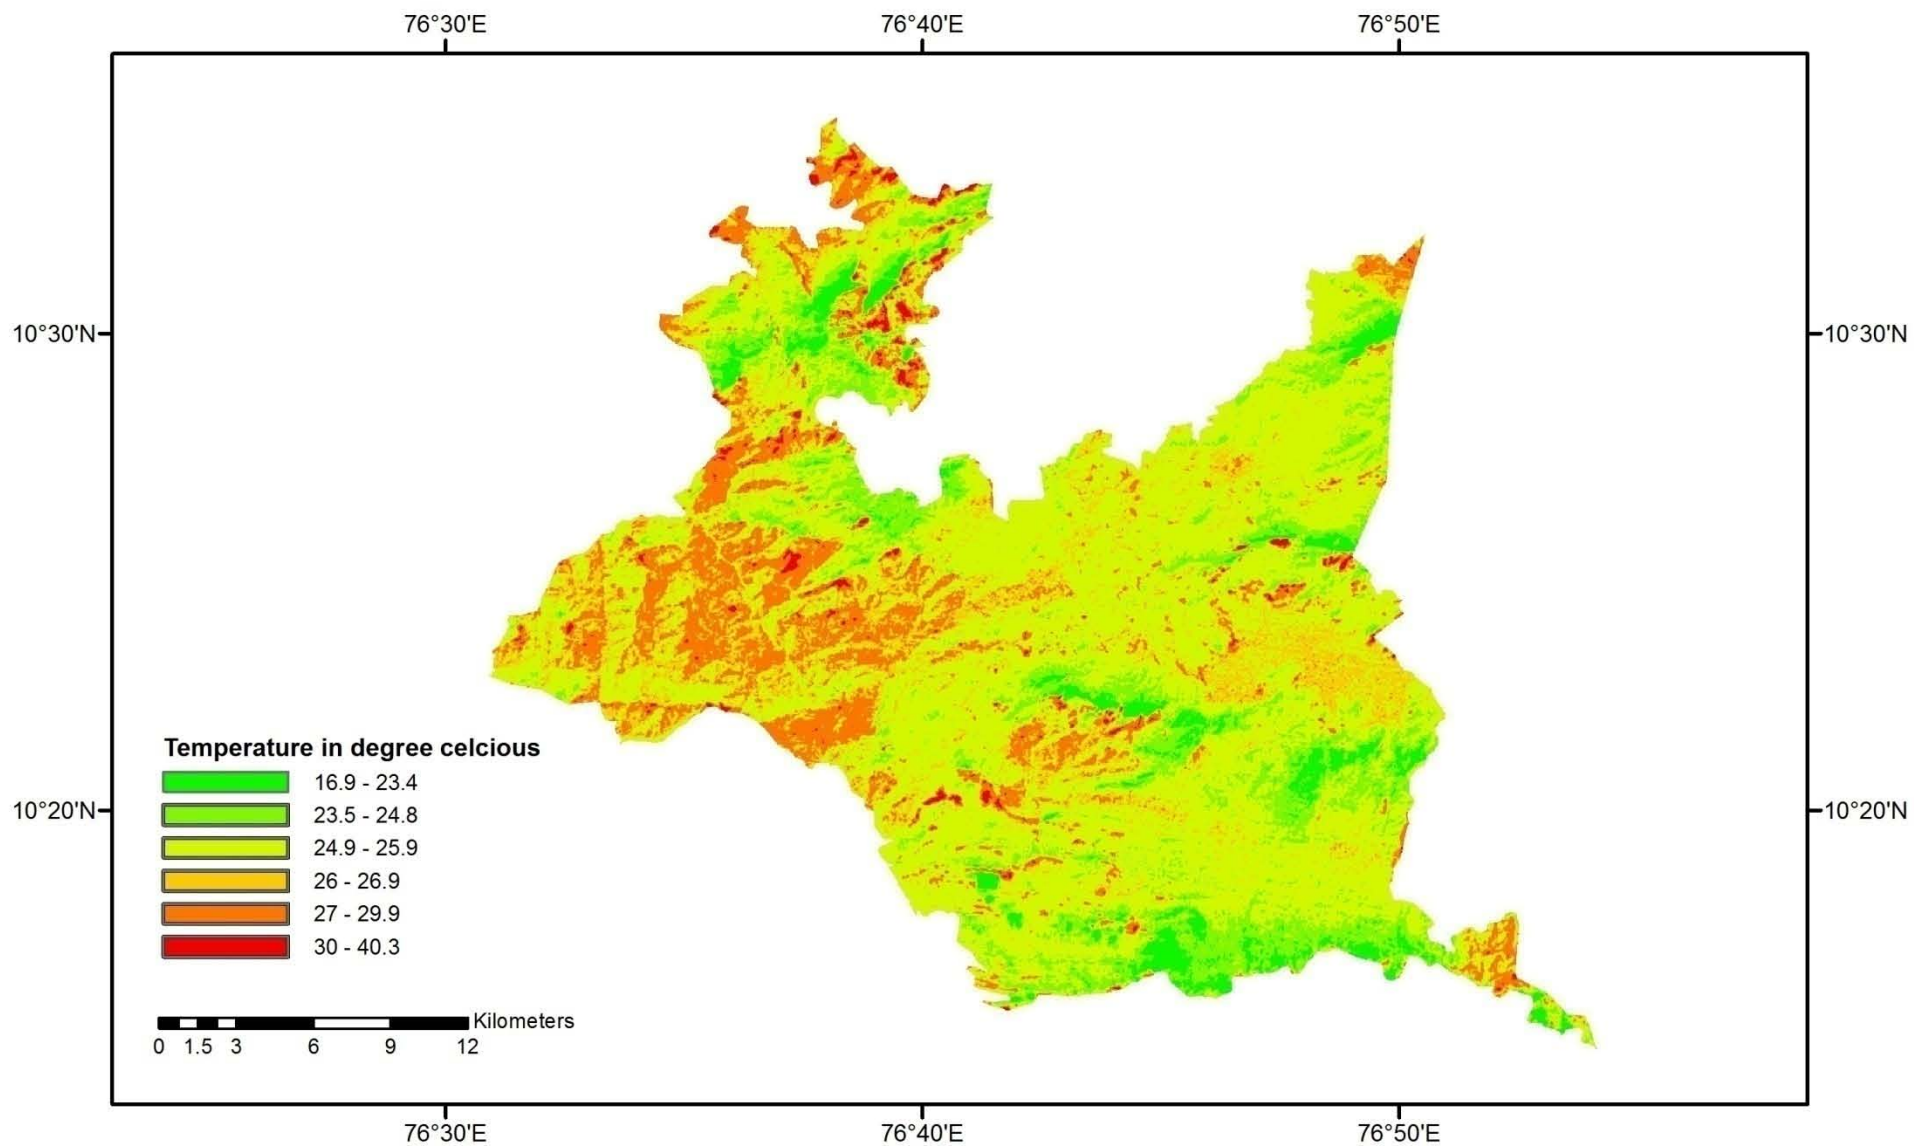 76°30'E 76°40'E 76°50'E
10°30'N 10°30'N
Temperature in degree celcious
16.9 - 23.4
23.5 - 24.8
24.9 - 25.9
26 - 26.9
27 - 29.9
30 - 40.3
10°20'N 10°20'N
Kilometers
0 1.5 3 6 9 12
76°30'E 76°40'E 76°50'E